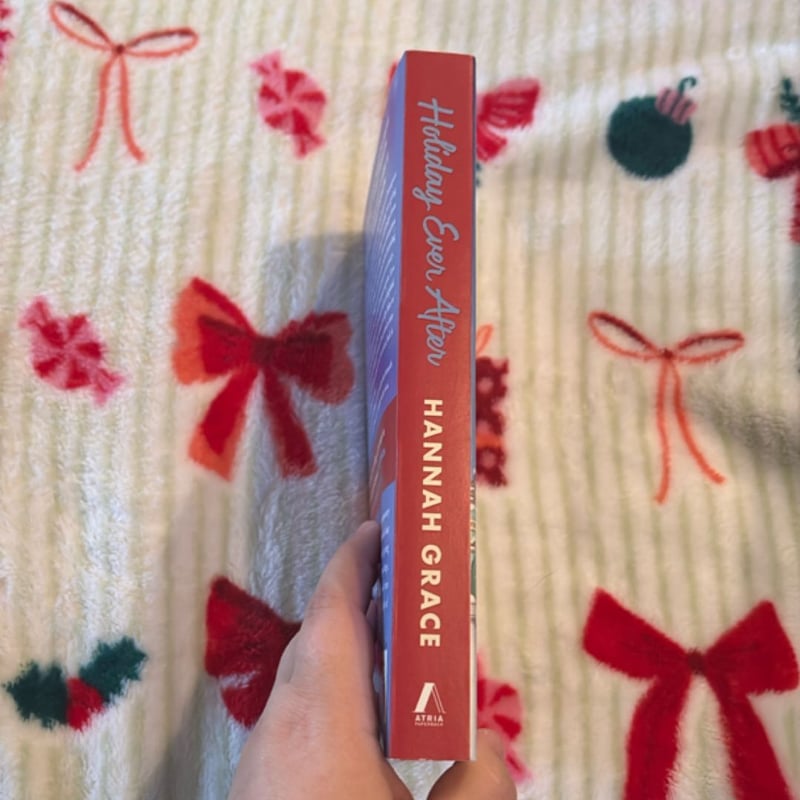 Holiday Ever After
HANNAH GRACE
ATRIA
PAPERBACK